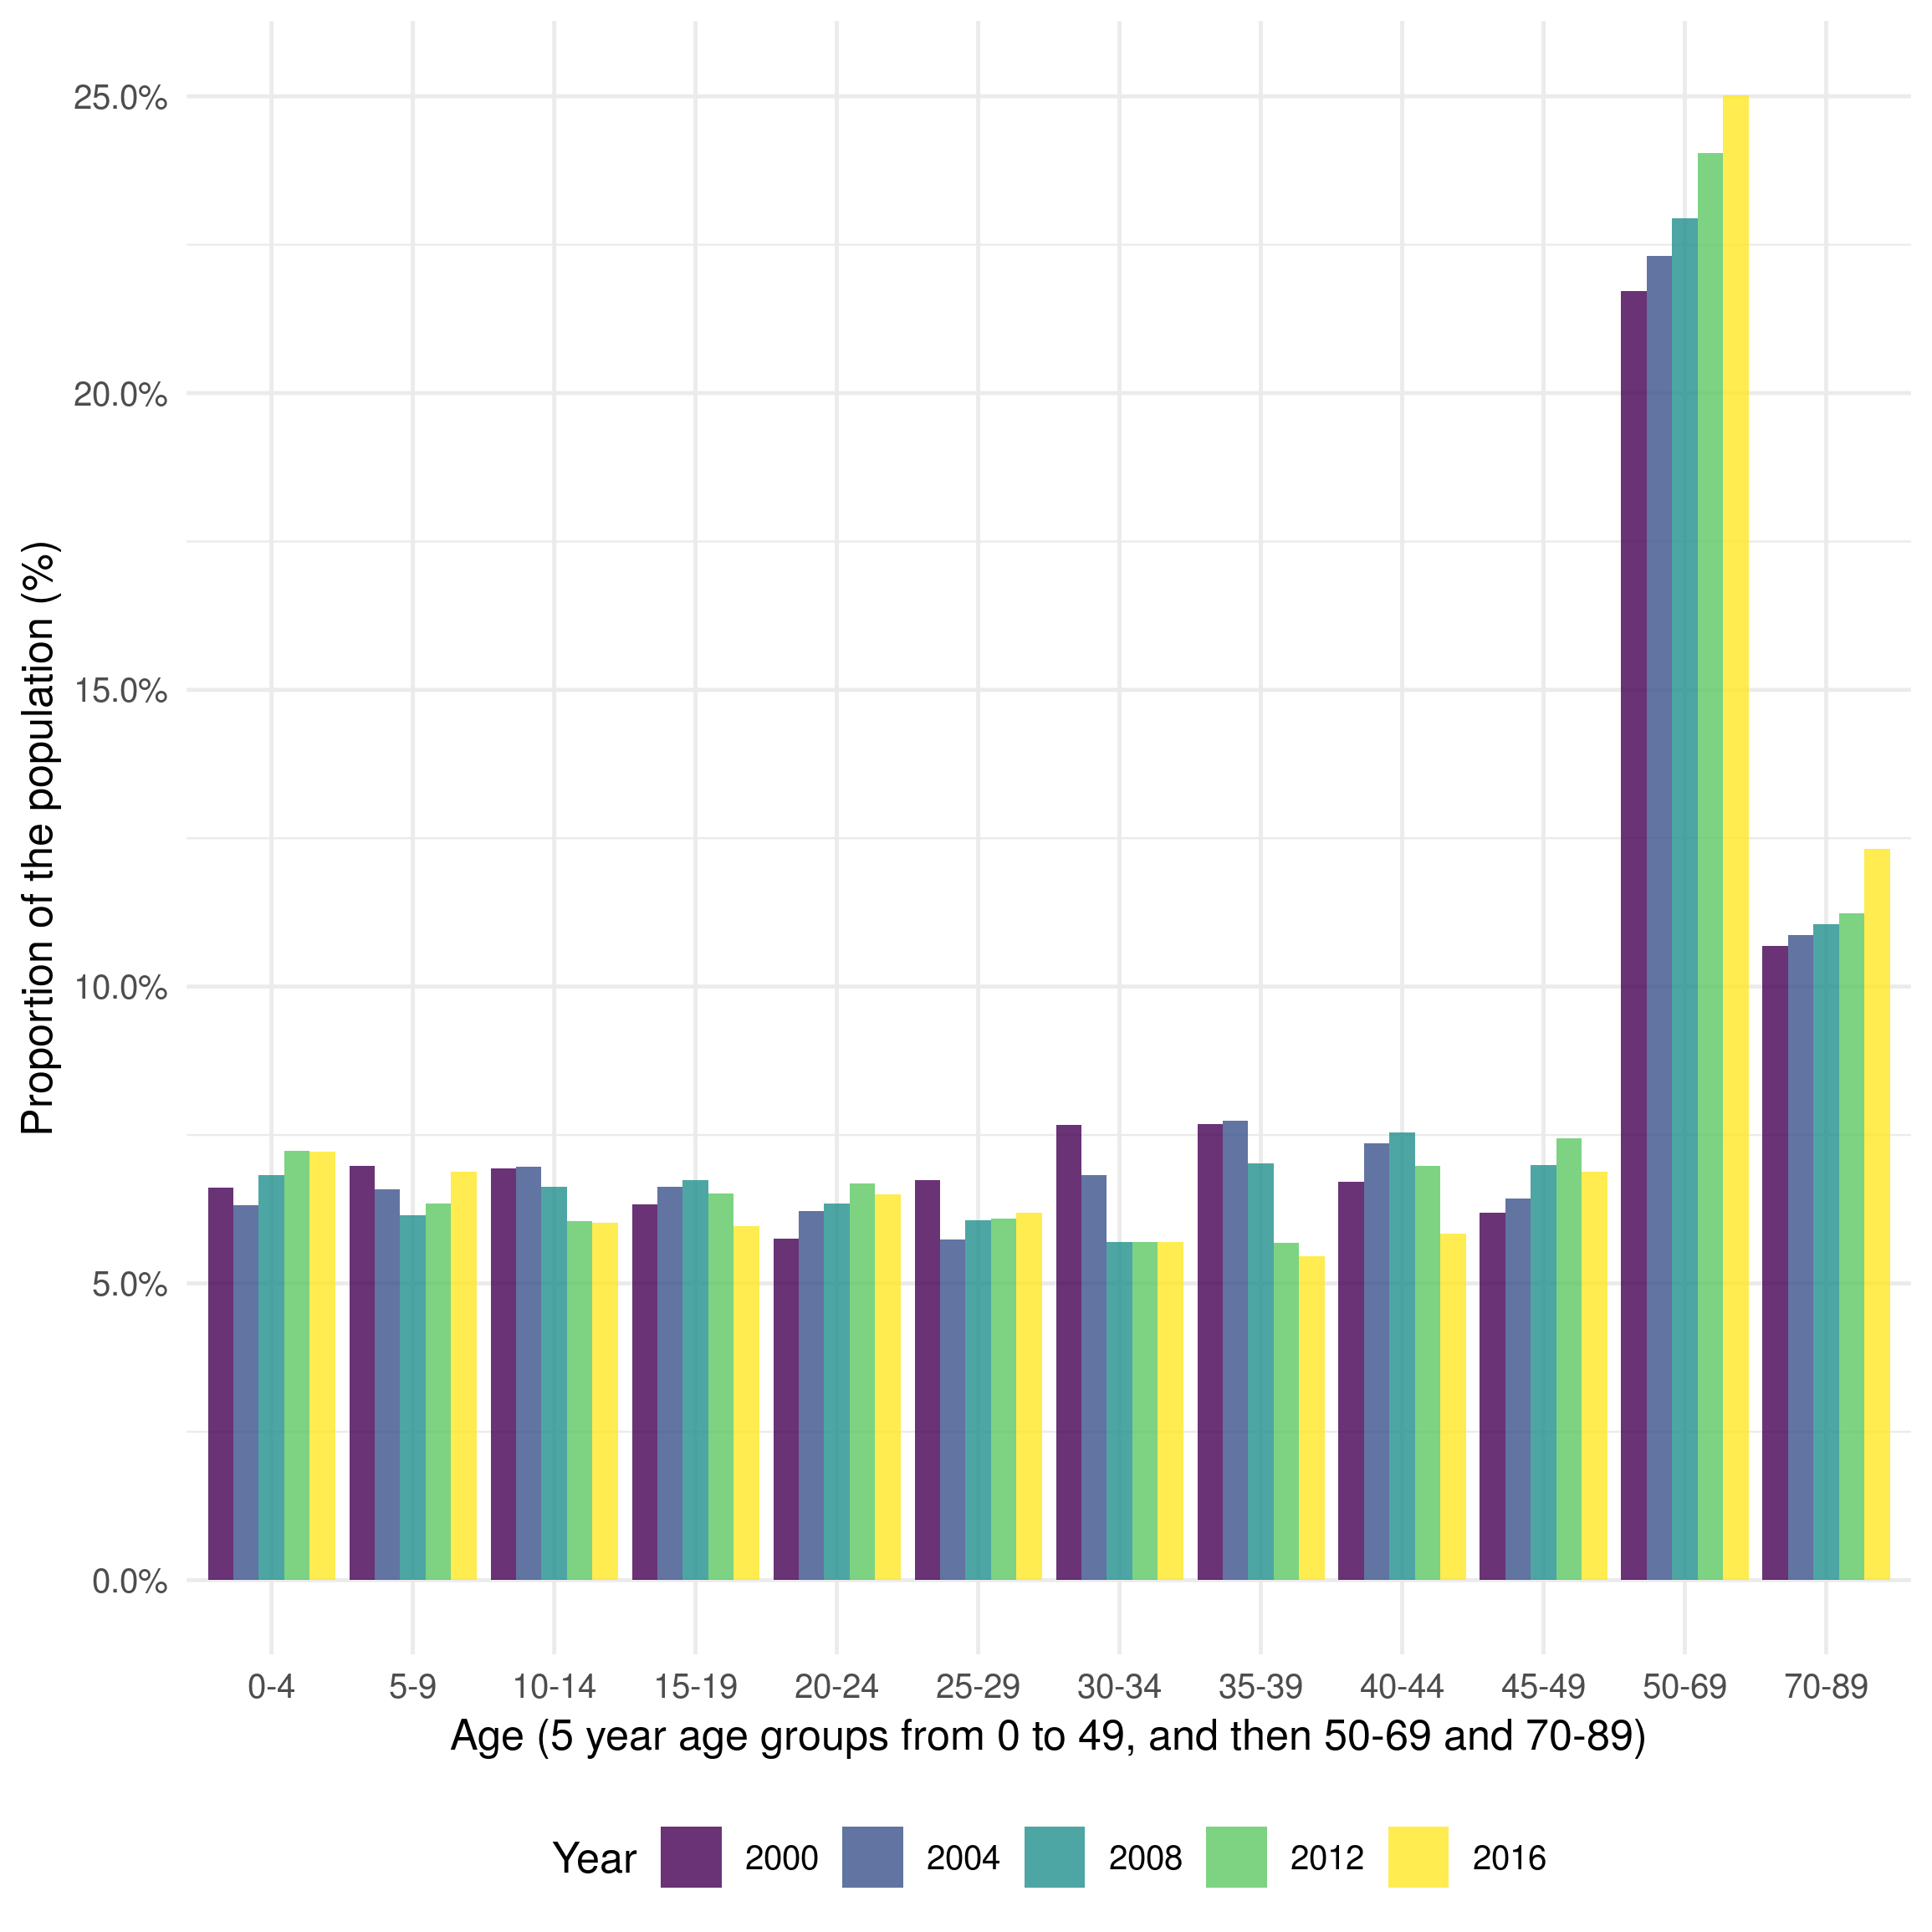 Proportion of the population (%)
25.0%
20.0%
15.0%
10.0%
5.0%
0.0%
0-4 5-9 10-14 15-19 20-24 25-29 30-34 35-39 40-44 45-49 50-69 70-89
Age (5 year age groups from 0 to 49, and then 50-69 and 70-89)
Year 2000 2004 2008 2012 2016